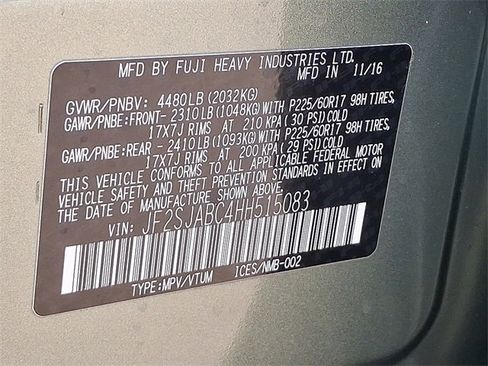 MFD BY FUJI HEAVY INDUSTRIES LTD.
MFD IN 11/16
GVWR/PNBV: 4480LB(2032KG)
GAWR/PNBE:FRONT- 2310LB(1048KG)WITH P225/60R17 98H TIRES,
17X7J RIMS AT 210 KPA(30 PSI)COLD
GAWR/PNBE:REAR - 2410LB(1093KG)WITH P225/60R17 98H TIRES,
17X7J RIMS AT 200 KPA(29 PSI)COLD
THIS VEHICLE CONFORMS TO ALL APPLICABLE FEDERAL MOTOR
VEHICLE SAFETY AND THEFT PREVENTION STANDARDS IN EFFECT ON
THE DATE OF MANUFACTURE SHOWN ABOVE.
VIN: JF2SJABC4HH515083
TYPE:MPV/VTUM ICES/NMB-002